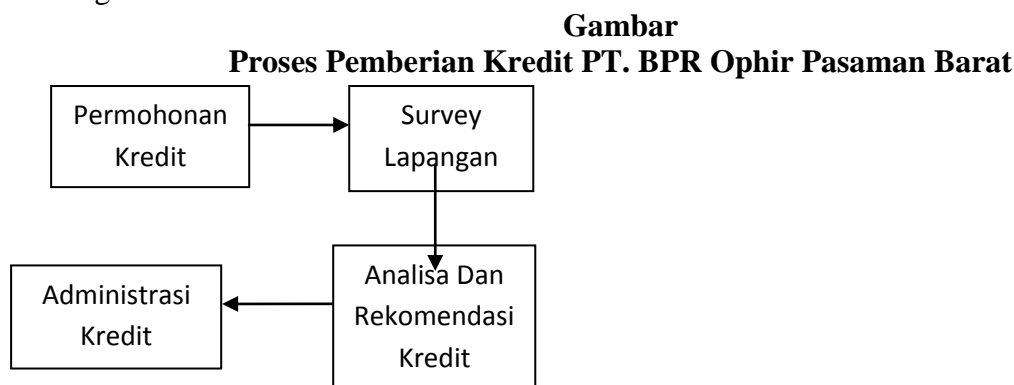 Gambar
Proses Pemberian Kredit PT. BPR Ophir Pasaman Barat
Permohonan
Kredit
Survey
Lapangan
Analisa Dan
Rekomendasi
Kredit
Administrasi
Kredit